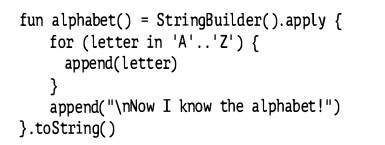 fun alphabet() = StringBuilder().apply {
    for (letter in 'A'..'Z') {
      append(letter)
    }
    append("\nNow I know the alphabet!")
}.toString()